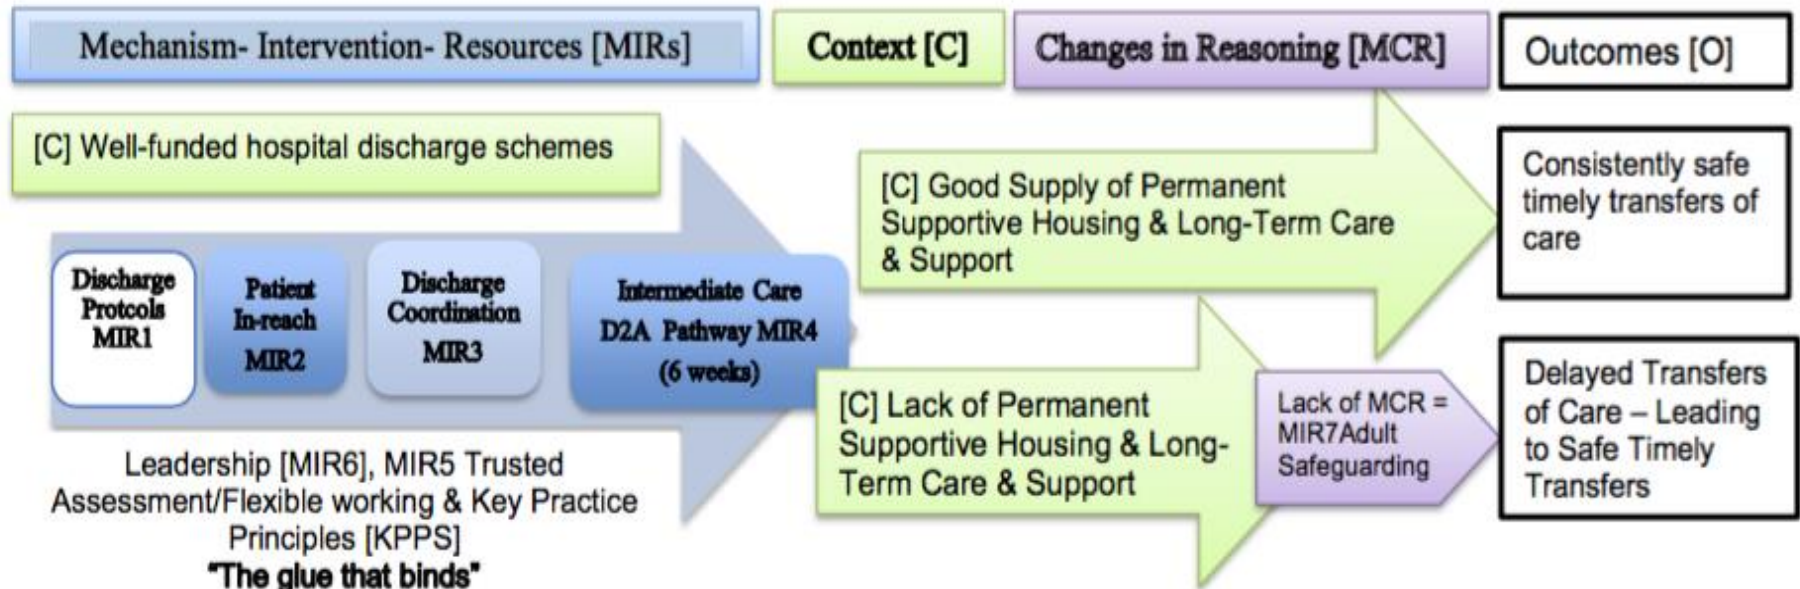 Mechanism- Intervention- Resources [MIRs]
Context [C]
Changes in Reasoning [MCR]
Outcomes [O]
[C] Well-funded hospital discharge schemes
Discharge
Protcols
MIR1
Patient
In-reach
MIR2
Discharge
Coordination
MIR3
Intermediate Care
D2A Pathway MIR4
(6 weeks)
Leadership [MIR6], MIR5 Trusted
Assessment/Flexible working & Key Practice
Principles [KPPS]
"The glue that binds"
[C] Good Supply of Permanent
Supportive Housing & Long-Term Care
& Support
Consistently safe
timely transfers of
care
[C] Lack of Permanent
Supportive Housing & Long-
Term Care & Support
Lack of MCR =
MIR7Adult
Safeguarding
Delayed Transfers
of Care – Leading
to Safe Timely
Transfers